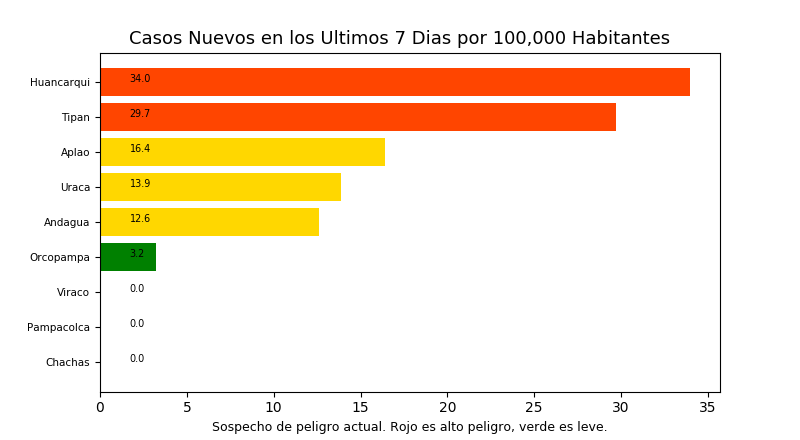 Casos Nuevos en los Ultimos 7 Dias por 100,000 Habitantes
Huancarqui 34.0
Tipan 29.7
Aplao 16.4
Uraca 13.9
Andagua 12.6
Orcopampa 3.2
Viraco 0.0
Pampacolca 0.0
Chachas 0.0
0 5 10 15 20 25 30 35
Sospecho de peligro actual. Rojo es alto peligro, verde es leve.